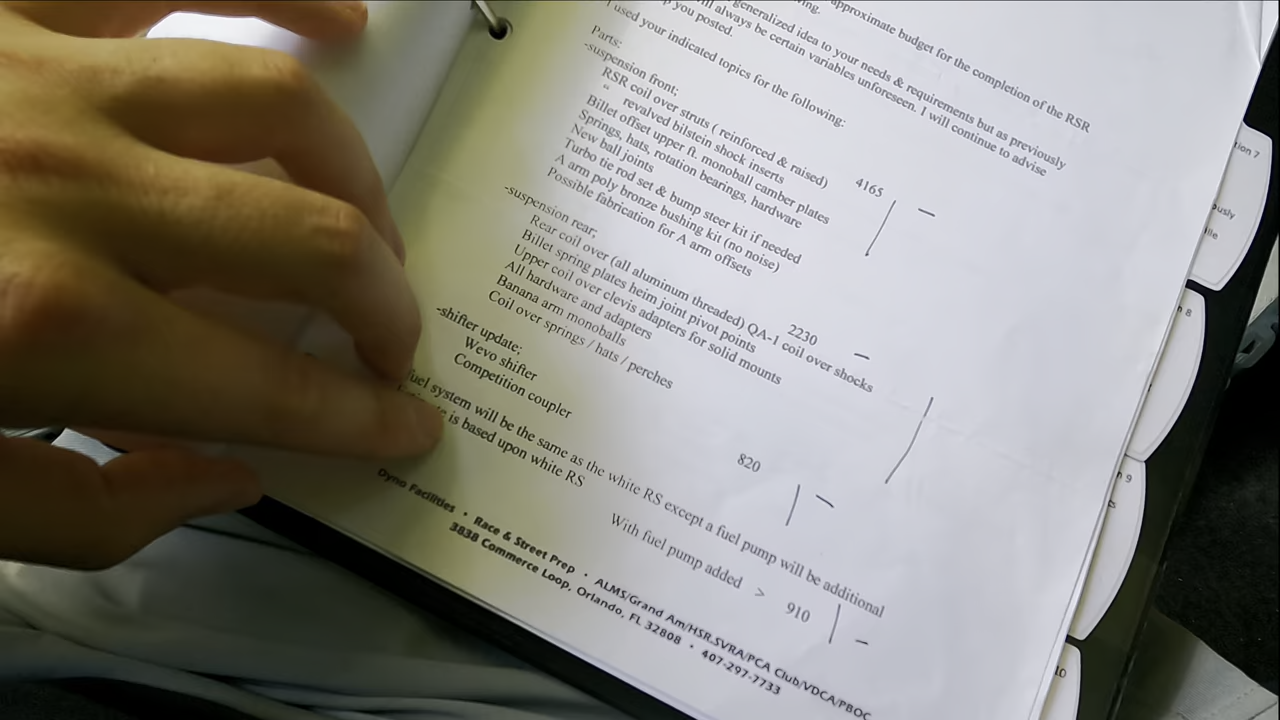 approximate budget for the completion of the RSR
ing.
generalized idea to your needs & requirements but as previously
will always be certain variables unforeseen. I will continue to advise
you posted.
I used your indicated topics for the following:
Parts:
-suspension front;
RSR coil over struts ( reinforced & raised) 4165
“ revalved bilstein shock inserts
Billet offset upper ft. monoball camber plates
Springs, hats, rotation bearings, hardware
New ball joints
Turbo tie rod set & bump steer kit if needed
A arm poly bronze bushing kit (no noise)
Possible fabrication for A arm offsets
-suspension rear;
Rear coil over (all aluminum threaded) QA-1 coil over shocks 2230
Billet spring plates heim joint pivot points
Upper coil over clevis adapters for solid mounts
All hardware and adapters
Banana arm monoballs
Coil over springs / hats / perches
-shifter update;
Wevo shifter 820
Competition coupler
fuel system will be the same as the white RS except a fuel pump will be additional
is based upon white RS
With fuel pump added > 910
Dyno Facilities • Race & Street Prep • ALMS/Grand Am/HSR.SVRA/PCA Club/VDCA/PBOC
3838 Commerce Loop, Orlando, FL 32808 • 407-297-7733
ion 7
ously
ile
8
9
10